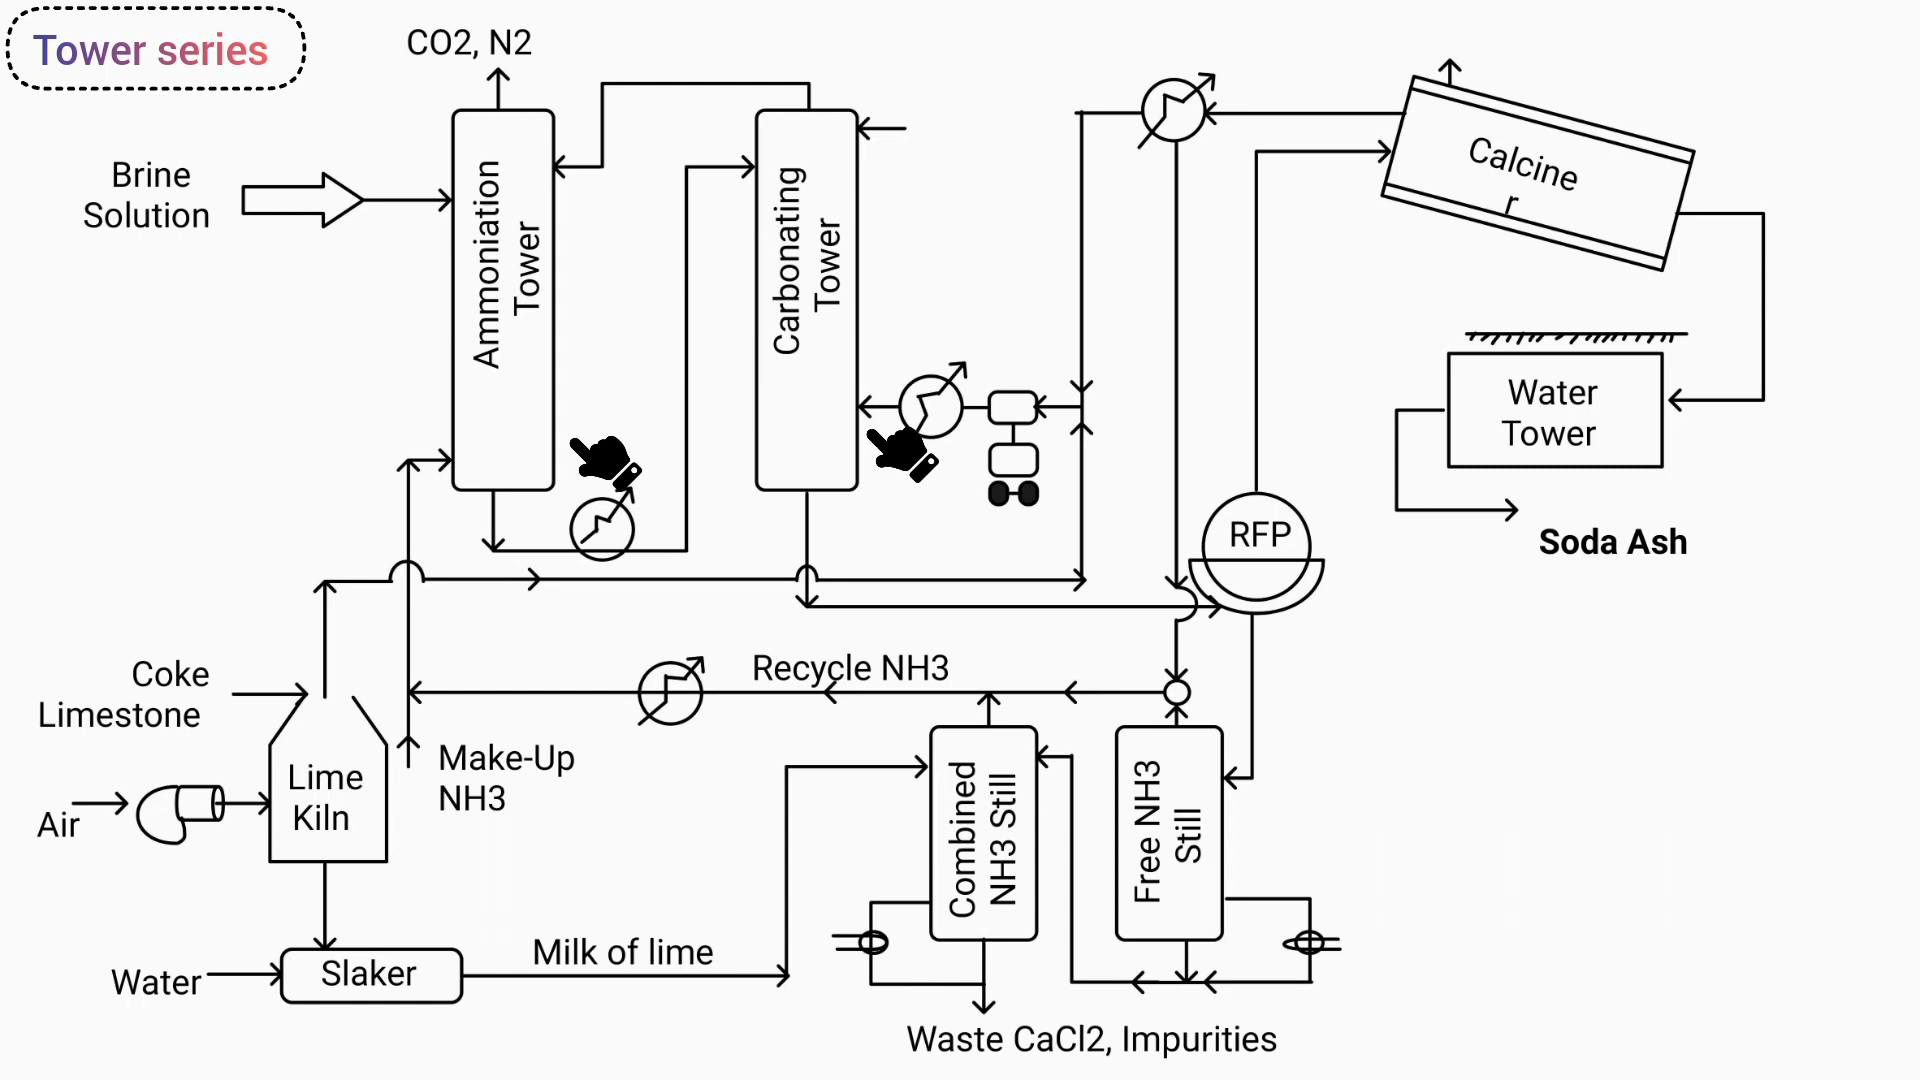 Tower series
CO2, N2
Brine
Solution
Ammoniation
Tower
Carbonating
Tower
Calcine
r
Water
Tower
RFP
Soda Ash
Coke
Limestone
Recycle NH3
Lime
Kiln
Make-Up
NH3
Air
Combined
NH3 Still
Free NH3
Still
Water
Slaker
Milk of lime
Waste CaCl2, Impurities